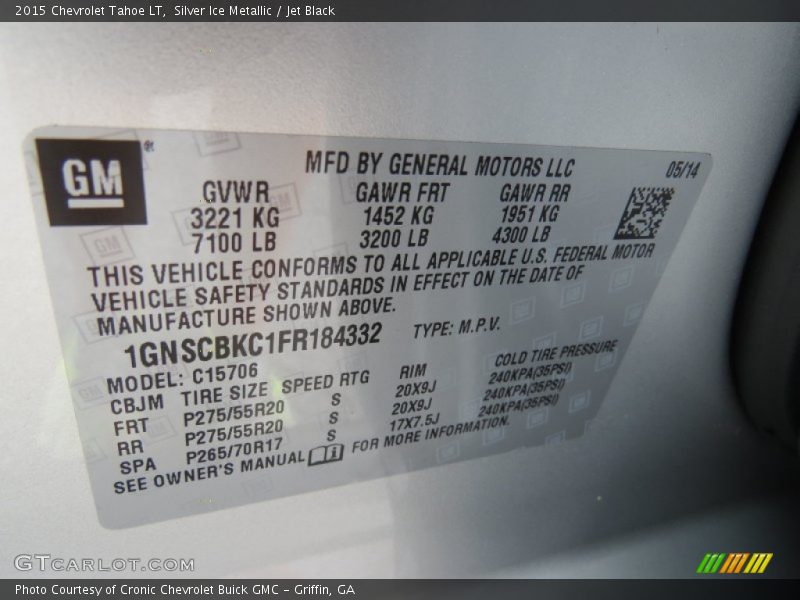 2015 Chevrolet Tahoe LT, Silver Ice Metallic / Jet Black
GM®
MFD BY GENERAL MOTORS LLC 05/14
GVWR GAWR FRT GAWR RR
3221 KG 1452 KG 1951 KG
7100 LB 3200 LB 4300 LB
THIS VEHICLE CONFORMS TO ALL APPLICABLE U.S. FEDERAL MOTOR
VEHICLE SAFETY STANDARDS IN EFFECT ON THE DATE OF
MANUFACTURE SHOWN ABOVE.
1GNSCBKC1FR184332 TYPE: M.P.V.
MODEL: C15706
CBJM TIRE SIZE SPEED RTG RIM COLD TIRE PRESSURE
FRT P275/55R20 S 20X9J 240KPA(35PSI)
RR P275/55R20 S 20X9J 240KPA(35PSI)
SPA P265/70R17 S 17X7.5J 240KPA(35PSI)
SEE OWNER'S MANUAL FOR MORE INFORMATION.
GTCARLOT.COM
Photo Courtesy of Cronic Chevrolet Buick GMC – Griffin, GA